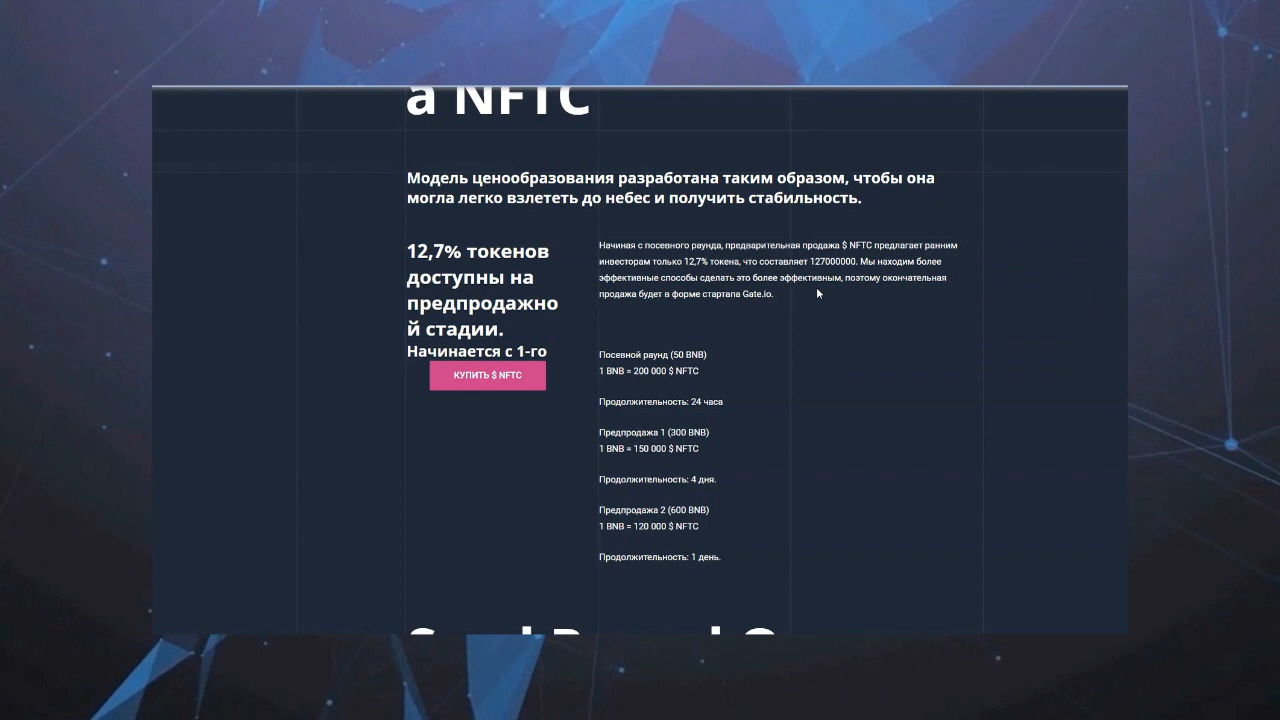 a NFTC
Модель ценообразования разработана таким образом, чтобы она
могла легко взлететь до небес и получить стабильность.
12,7% токенов
доступны на
предпродажно
й стадии.
Начинается с 1-го
КУПИТЬ $ NFTC
Начиная с посевного раунда, предварительная продажа $ NFTC предлагает ранним
инвесторам только 12,7% токена, что составляет 127000000. Мы находим более
эффективные способы сделать это более эффективным, поэтому окончательная
продажа будет в форме стартапа Gate.io.
Посевной раунд (50 BNB)
1 BNB = 200 000 $ NFTC
Продолжительность: 24 часа
Предпродажа 1 (300 BNB)
1 BNB = 150 000 $ NFTC
Продолжительность: 4 дня.
Предпродажа 2 (600 BNB)
1 BNB = 120 000 $ NFTC
Продолжительность: 1 день.